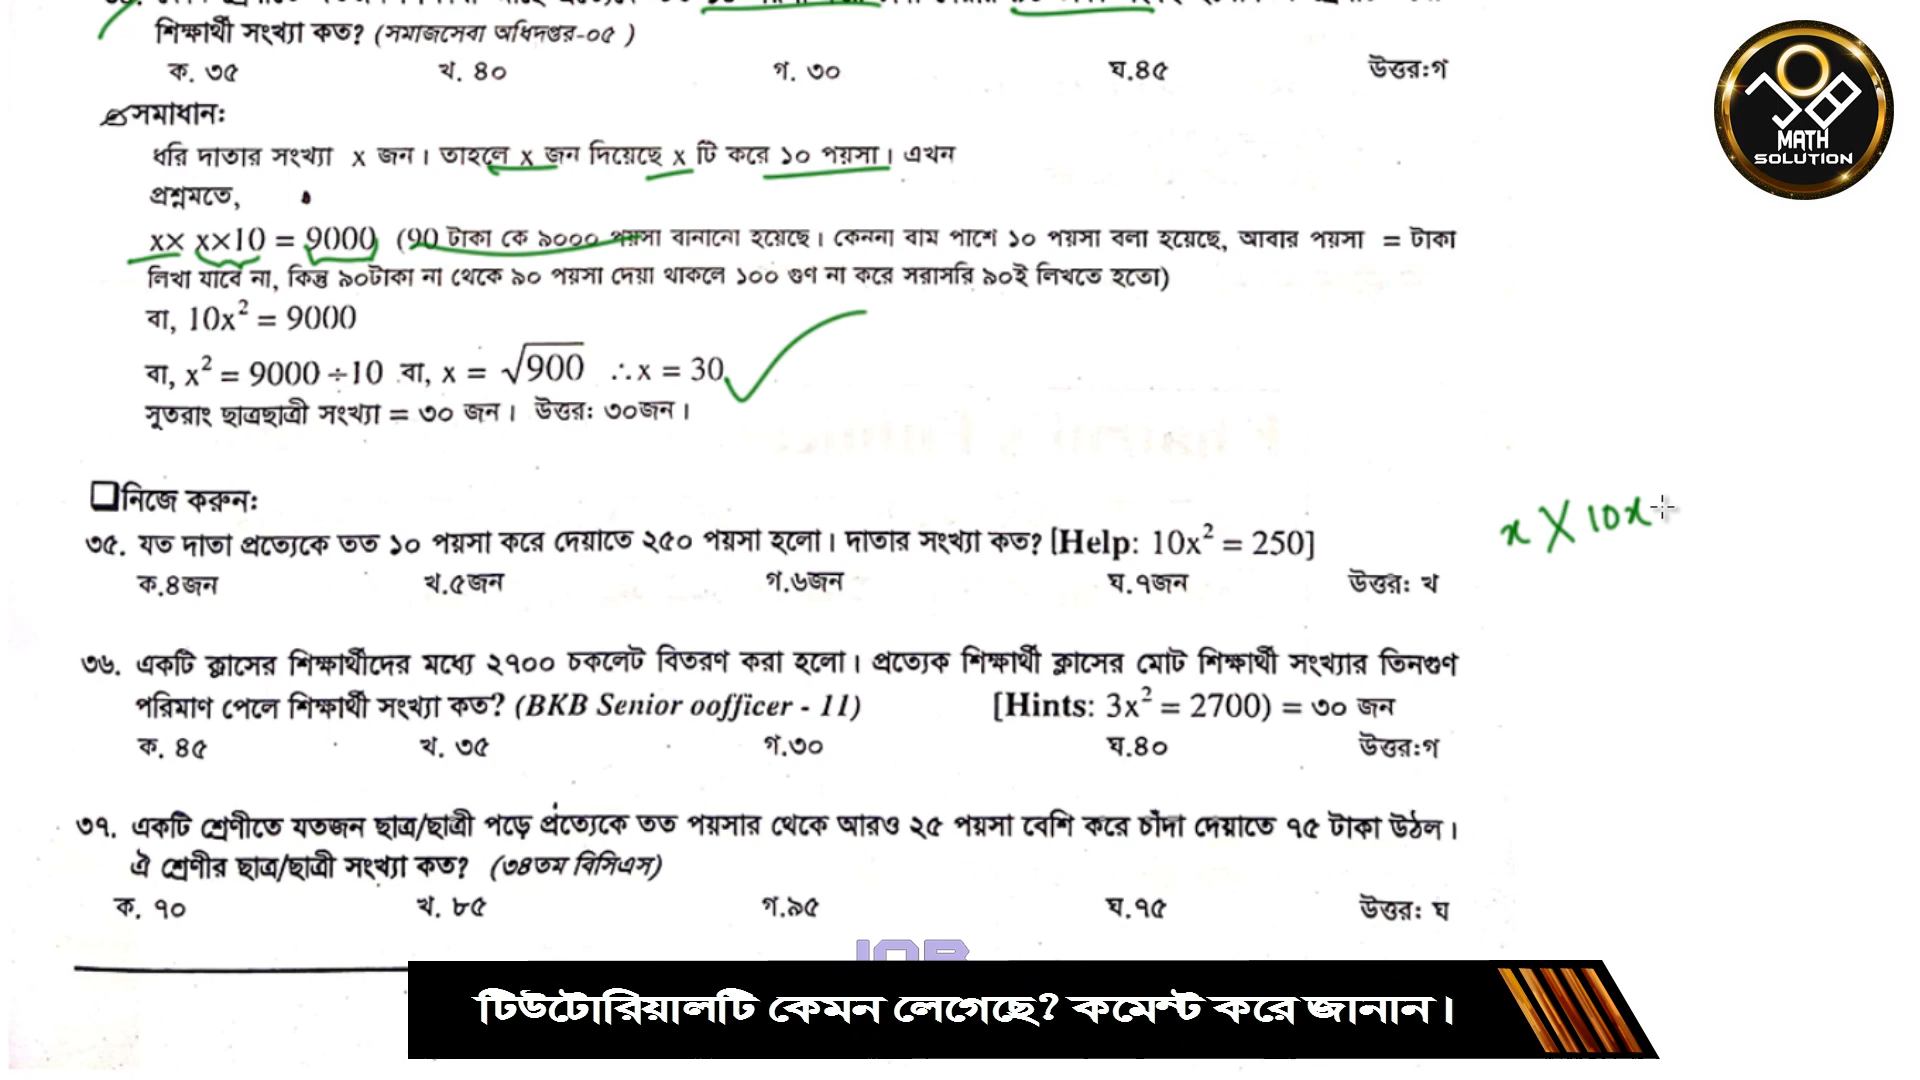 শিক্ষার্থী সংখ্যা কত? (সমাজসেবা অধিদপ্তর-০৫ )
ক. ৩৫ খ. ৪০ গ. ৩০ ঘ.৪৫ উত্তর:গ
সমাধান:
ধরি দাতার সংখ্যা x জন। তাহলে x জন দিয়েছে x টি করে ১০ পয়সা। এখন
প্রশ্নমতে,
x× x×10 = 9000 (90 টাকা কে ৯০০০ পয়সা বানানো হয়েছে। কেননা বাম পাশে ১০ পয়সা বলা হয়েছে, আবার পয়সা = টাকা
লিখা যাবে না, কিন্তু ৯০টাকা না থেকে ৯০ পয়সা দেয়া থাকলে ১০০ গুণ না করে সরাসরি ৯০ই লিখতে হতো)
বা, 10x² = 9000
বা, x² = 9000 ÷10 বা, x = √900 ∴x = 30
সুতরাং ছাত্রছাত্রী সংখ্যা = ৩০ জন। উত্তর: ৩০জন।
নিজে করুন:
৩৫. যত দাতা প্রত্যেকে তত ১০ পয়সা করে দেয়াতে ২৫০ পয়সা হলো। দাতার সংখ্যা কত? [Help: 10x² = 250]
x × 10x
ক.৪জন খ.৫জন গ.৬জন ঘ.৭জন উত্তর: খ
৩৬. একটি ক্লাসের শিক্ষার্থীদের মধ্যে ২৭০০ চকলেট বিতরণ করা হলো। প্রত্যেক শিক্ষার্থী ক্লাসের মোট শিক্ষার্থী সংখ্যার তিনগুণ
পরিমাণ পেলে শিক্ষার্থী সংখ্যা কত? (BKB Senior oofficer - 11) [Hints: 3x² = 2700) = ৩০ জন
ক. ৪৫ খ. ৩৫ গ.৩০ ঘ.৪০ উত্তর:গ
৩৭. একটি শ্রেণীতে যতজন ছাত্র/ছাত্রী পড়ে প্রত্যেকে তত পয়সার থেকে আরও ২৫ পয়সা বেশি করে চাঁদা দেয়াতে ৭৫ টাকা উঠল।
ঐ শ্রেণীর ছাত্র/ছাত্রী সংখ্যা কত? (৩৪তম বিসিএস)
ক. ৭০ খ. ৮৫ গ.৯৫ ঘ.৭৫ উত্তর: ঘ
টিউটোরিয়ালটি কেমন লেগেছে? কমেন্ট করে জানান।
JOB
MATH
SOLUTION